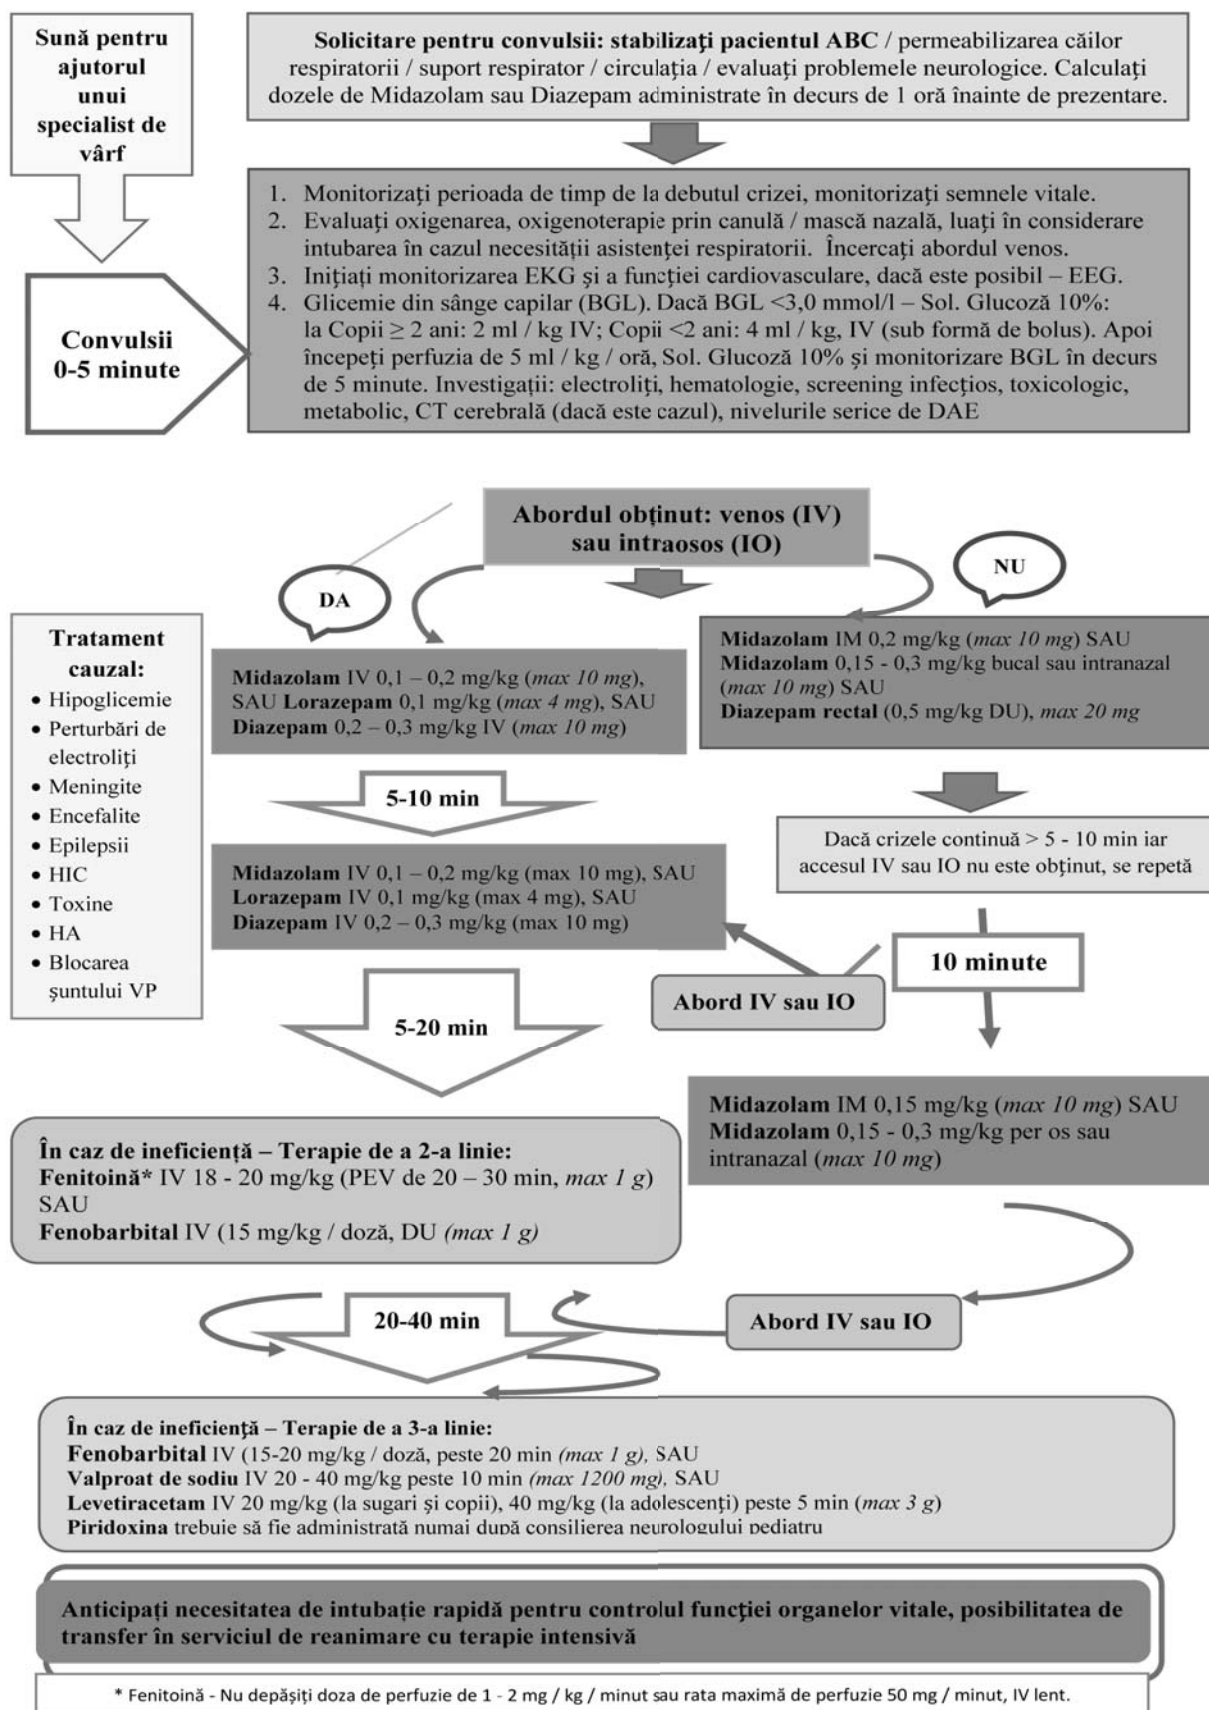 Sună pentru
ajutorul
unui
specialist de
vârf
Solicitare pentru convulsii: stabilizați pacientul ABC / permeabilizarea căilor
respiratorii / suport respirator / circulația / evaluați problemele neurologice. Calculați
dozele de Midazolam sau Diazepam administrate în decurs de 1 oră înainte de prezentare.
Convulsii
0-5 minute
1. Monitorizați perioada de timp de la debutul crizei, monitorizați semnele vitale.
2. Evaluați oxigenarea, oxigenoterapie prin canulă / mască nazală, luați în considerare
intubarea în cazul necesității asistenței respiratorii. Încercați abordul venos.
3. Inițiați monitorizarea EKG și a funcției cardiovasculare, dacă este posibil – EEG.
4. Glicemie din sânge capilar (BGL). Dacă BGL <3,0 mmol/l – Sol. Glucoză 10%:
la Copii ≥ 2 ani: 2 ml / kg IV; Copii <2 ani: 4 ml / kg, IV (sub formă de bolus). Apoi
începeți perfuzia de 5 ml / kg / oră, Sol. Glucoză 10% și monitorizare BGL în decurs
de 5 minute. Investigații: electroliți, hematologie, screening infecțios, toxicologic,
metabolic, CT cerebrală (dacă este cazul), nivelurile serice de DAE
Abordul obținut: venos (IV)
sau intraosos (IO)
DA
NU
Tratament
cauzal:
• Hipoglicemie
• Perturbări de
electroliți
• Meningite
• Encefalite
• Epilepsii
• HIC
• Toxine
• HA
• Blocarea
șuntului VP
Midazolam IV 0,1 – 0,2 mg/kg (max 10 mg),
SAU Lorazepam 0,1 mg/kg (max 4 mg), SAU
Diazepam 0,2 – 0,3 mg/kg IV (max 10 mg)
Midazolam IM 0,2 mg/kg (max 10 mg) SAU
Midazolam 0,15 - 0,3 mg/kg bucal sau intranazal
(max 10 mg) SAU
Diazepam rectal (0,5 mg/kg DU), max 20 mg
5-10 min
Dacă crizele continuă > 5 - 10 min iar
accesul IV sau IO nu este obținut, se repetă
Midazolam IV 0,1 – 0,2 mg/kg (max 10 mg), SAU
Lorazepam IV 0,1 mg/kg (max 4 mg), SAU
Diazepam IV 0,2 – 0,3 mg/kg (max 10 mg)
10 minute
Abord IV sau IO
5-20 min
Midazolam IM 0,15 mg/kg (max 10 mg) SAU
Midazolam 0,15 - 0,3 mg/kg per os sau
intranazal (max 10 mg)
În caz de ineficiență – Terapie de a 2-a linie:
Fenitoină* IV 18 - 20 mg/kg (PEV de 20 – 30 min, max 1 g)
SAU
Fenobarbital IV (15 mg/kg / doză, DU (max 1 g)
20-40 min
Abord IV sau IO
În caz de ineficiență – Terapie de a 3-a linie:
Fenobarbital IV (15-20 mg/kg / doză, peste 20 min (max 1 g), SAU
Valproat de sodiu IV 20 - 40 mg/kg peste 10 min (max 1200 mg), SAU
Levetiracetam IV 20 mg/kg (la sugari și copii), 40 mg/kg (la adolescenți) peste 5 min (max 3 g)
Piridoxina trebuie să fie administrată numai după consilierea neurologului pediatru
Anticipați necesitatea de intubație rapidă pentru controlul funcției organelor vitale, posibilitatea de
transfer în serviciul de reanimare cu terapie intensivă
* Fenitoină - Nu depășiți doza de perfuzie de 1 - 2 mg / kg / minut sau rata maximă de perfuzie 50 mg / minut, IV lent.